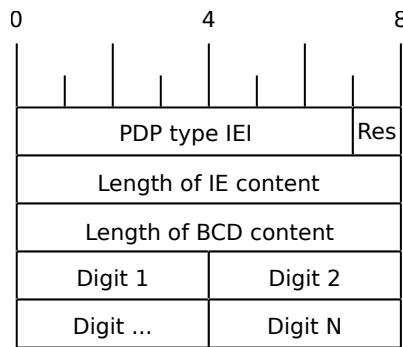 0 4 8
PDP type IEI Res
Length of IE content
Length of BCD content
Digit 1 Digit 2
Digit ... Digit N